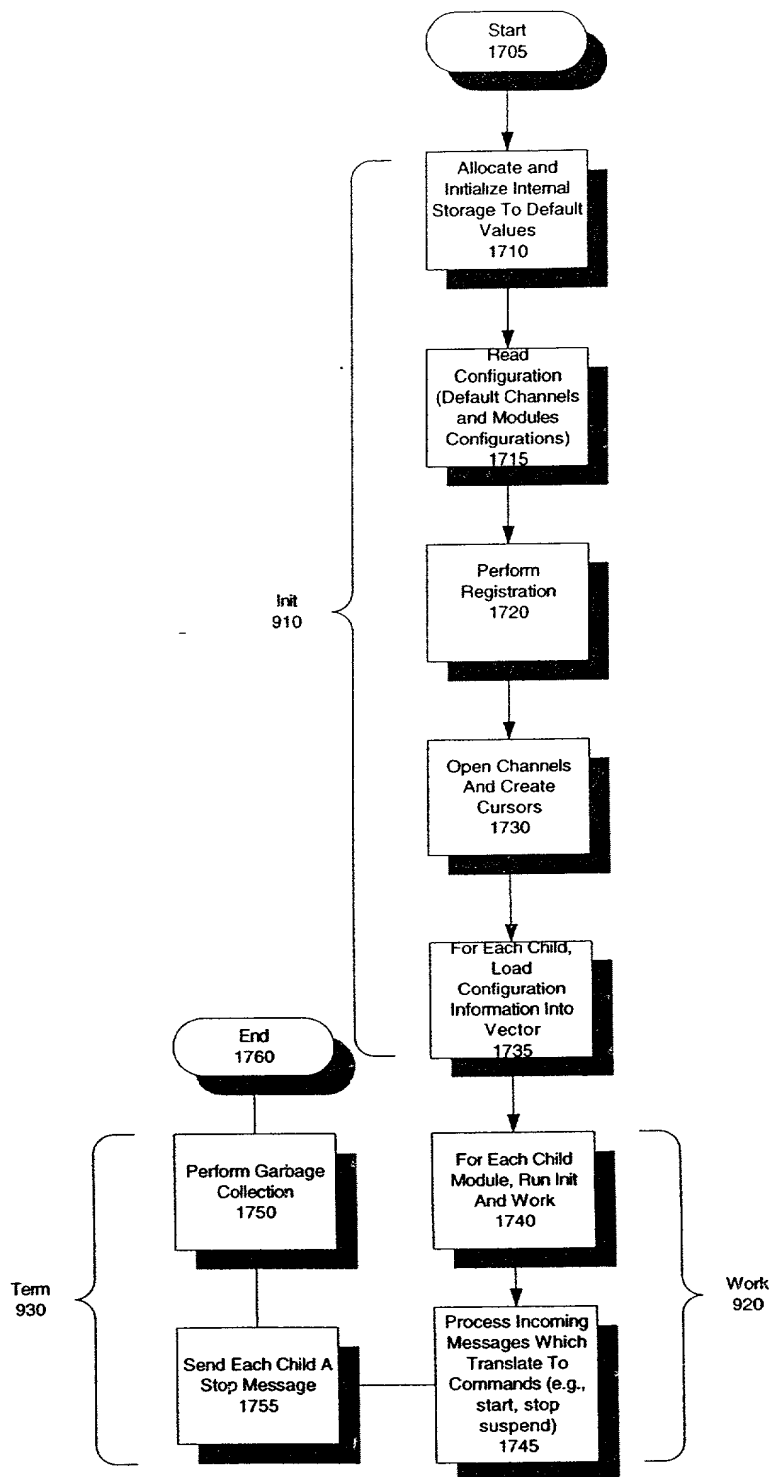 Start
1705
Allocate and
Initialize Internal
Storage To Default
Values
1710
Read
Configuration
(Default Channels
and Modules
Configurations)
1715
Perform
Registration
1720
Init
910
Open Channels
And Create
Cursors
1730
For Each Child,
Load
Configuration
Information Into
Vector
1735
End
1760
For Each Child
Module, Run Init
And Work
1740
Perform Garbage
Collection
1750
Term
930
Work
920
Process Incoming
Messages Which
Translate To
Commands (e.g.,
start, stop
suspend)
1745
Send Each Child A
Stop Message
1755